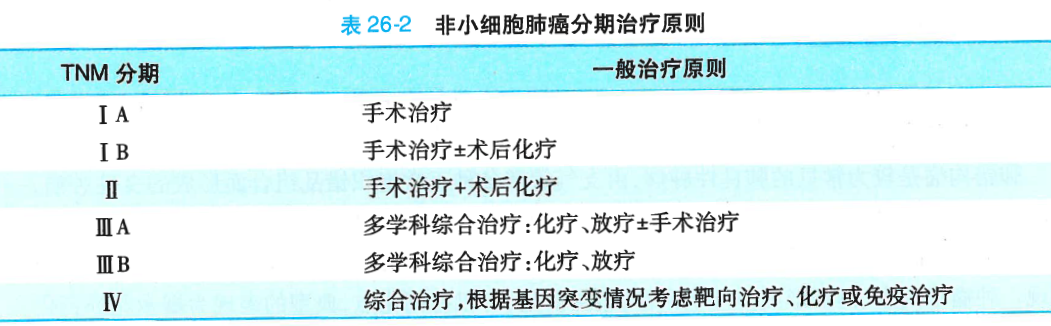 表 26-2 非小细胞肺癌分期治疗原则
TNM 分期 一般治疗原则
ⅠA 手术治疗
ⅠB 手术治疗±术后化疗
Ⅱ 手术治疗+术后化疗
ⅢA 多学科综合治疗:化疗、放疗±手术治疗
ⅢB 多学科综合治疗:化疗、放疗
Ⅳ 综合治疗,根据基因突变情况考虑靶向治疗、化疗或免疫治疗